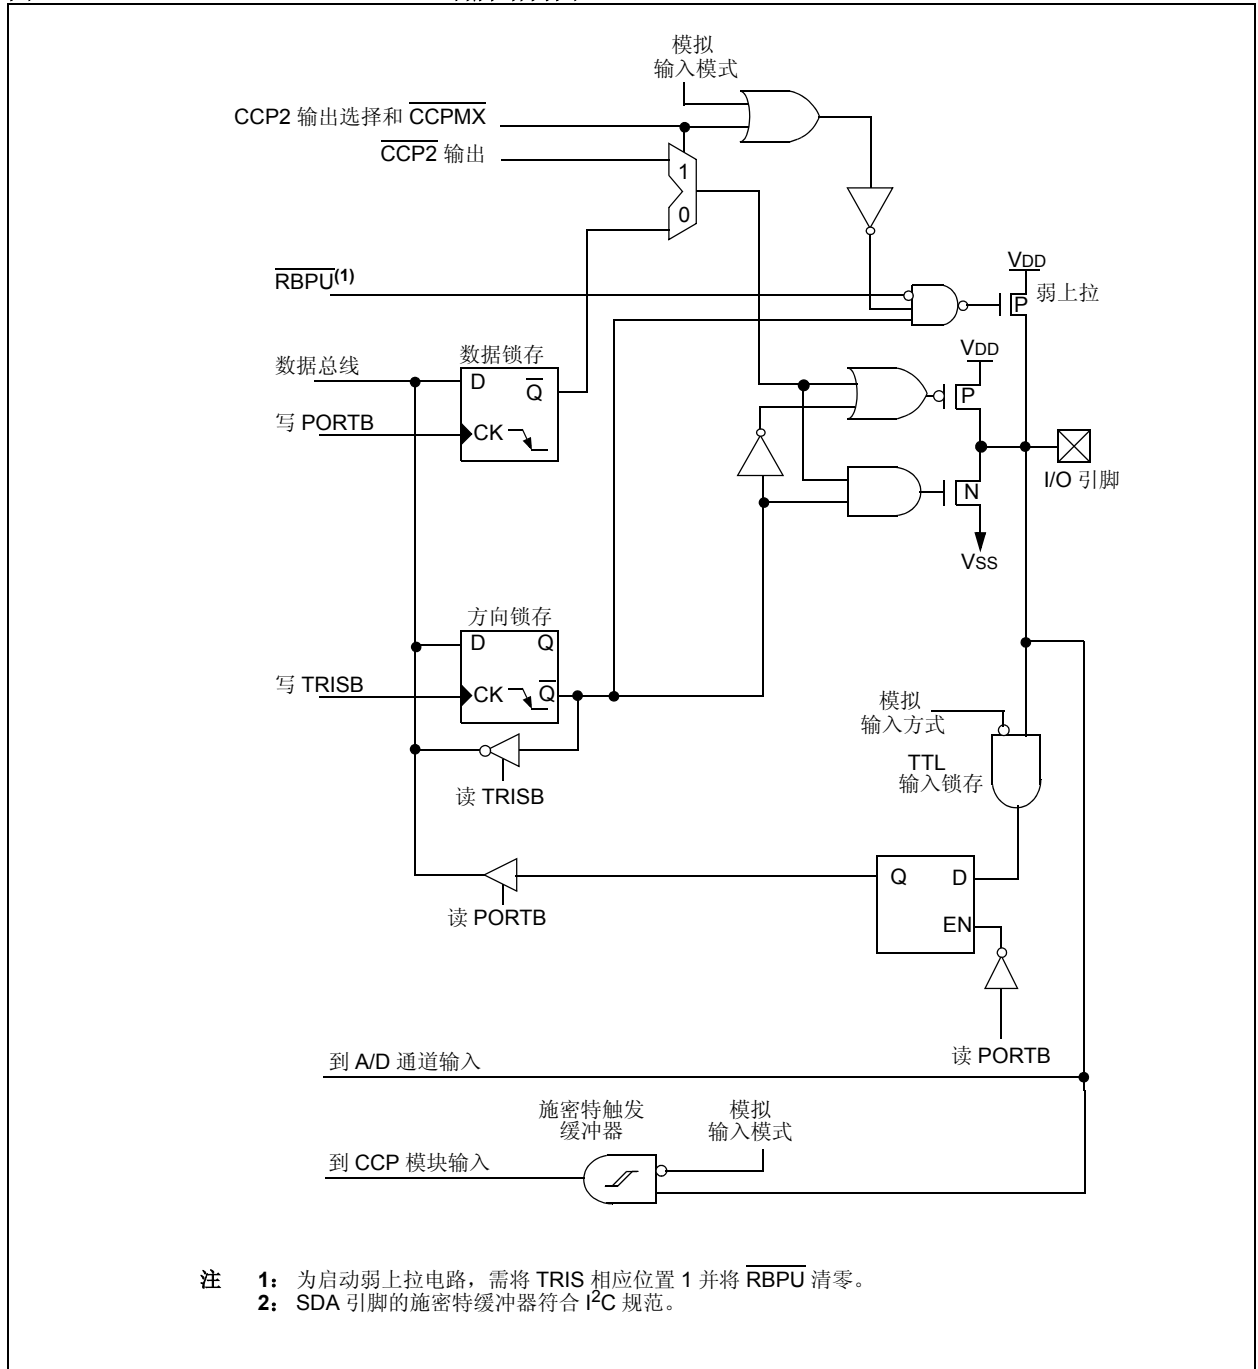 模拟
输入模式
CCP2 输出选择和 CCPMX
CCP2 输出
1
0
RBPU(1)
VDD
弱上拉
P
数据总线
数据锁存
D
Q
写 PORTB
CK
VDD
P
I/O 引脚
N
VSS
方向锁存
D
Q
写 TRISB
CK
Q
读 TRISB
模拟
输入方式
TTL
输入锁存
读 PORTB
Q
D
EN
读 PORTB
到 A/D 通道输入
施密特触发
缓冲器
模拟
输入模式
到 CCP 模块输入
注 1： 为启动弱上拉电路，需将 TRIS 相应位置 1 并将 RBPU 清零。
2： SDA 引脚的施密特缓冲器符合 I2C 规范。